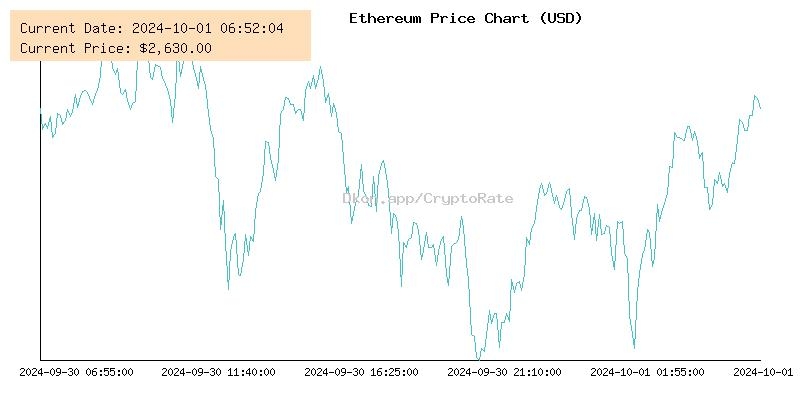 Ethereum Price Chart (USD)
Current Date: 2024-10-01 06:52:04
Current Price: $2,630.00
Dkon.app/CryptoRate
2024-09-30 06:55:00 2024-09-30 11:40:00 2024-09-30 16:25:00 2024-09-30 21:10:00 2024-10-01 01:55:00 2024-10-01